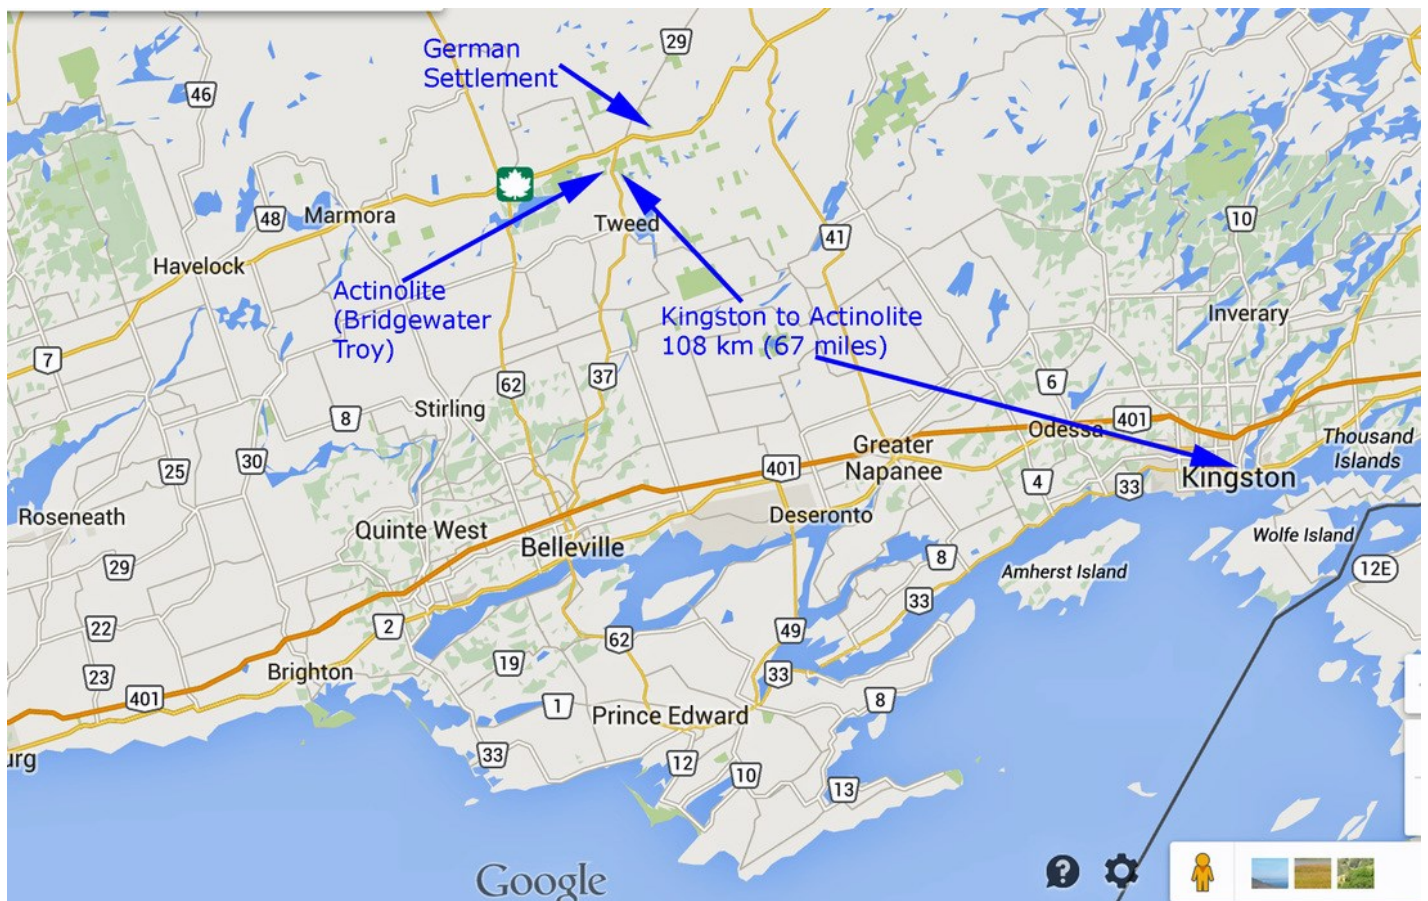 German
Settlement
29
46
48
Marmora
Tweed
41
10
Havelock
Actinolite
(Bridgewater
Troy)
Kingston to Actinolite
108 km (67 miles)
Inverary
7
62
37
6
8
Stirling
401
Odessa
Greater
Napanee
Thousand
Islands
25
30
401
4
33
Kingston
Roseneath
Quinte West
Deseronto
Belleville
Wolfe Island
29
8
Amherst Island
12E
22
2
33
62
49
19
23
Brighton
33
401
1
Prince Edward
8
33
12
10
13
urg
Google
?